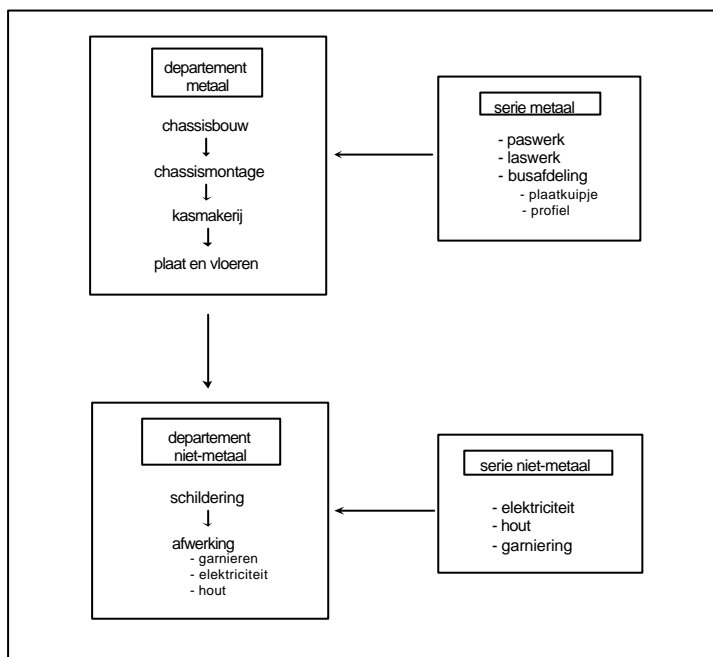 departement
metaal
chassisbouw
chassismontage
kasmakerij
plaat en vloeren
serie metaal
- paswerk
- laswerk
- busafdeling
- plaatkuipje
- profiel
departement
niet-metaal
schildering
afwerking
- garnieren
- elektriciteit
- hout
serie niet-metaal
- elektriciteit
- hout
- garniering